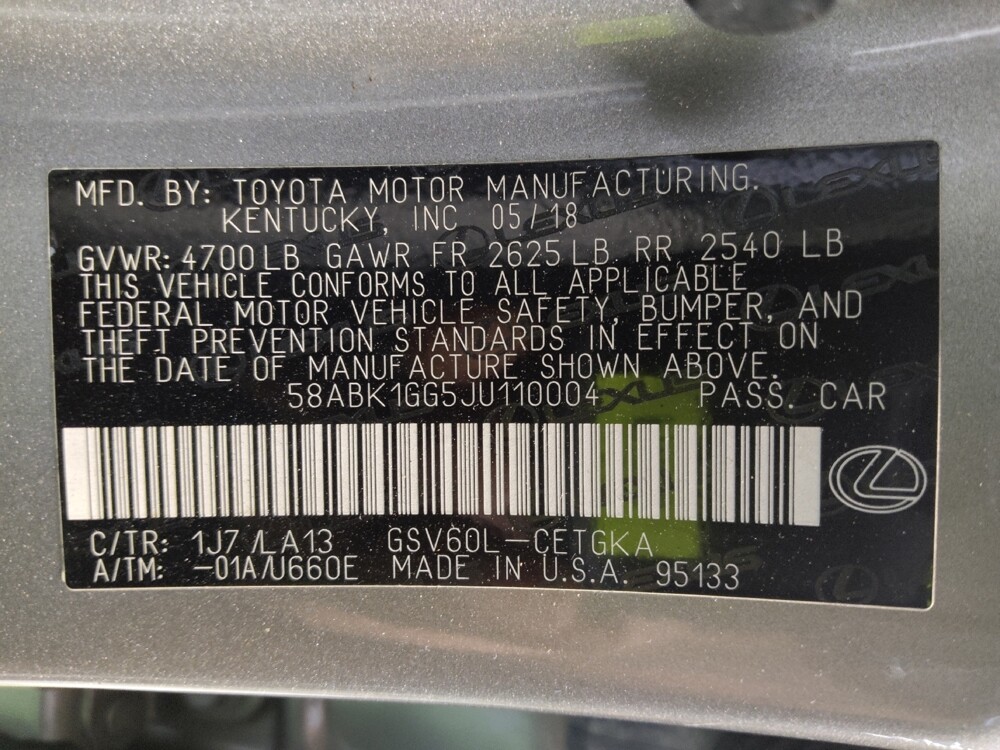 MFD. BY: TOYOTA MOTOR MANUFACTURING.
KENTUCKY, INC 05/18
GVWR: 4700LB GAWR FR 2625LB RR 2540 LB
THIS VEHICLE CONFORMS TO ALL APPLICABLE
FEDERAL MOTOR VEHICLE SAFETY, BUMPER, AND
THEFT PREVENTION STANDARDS IN EFFECT ON
THE DATE OF MANUFACTURE SHOWN ABOVE.
58ABK1GG5JU110004 PASS. CAR
C/TR: 1J7/LA13 GSV60L-CETGKA
A/TM: -01A/U660E MADE IN U.S.A. 95133